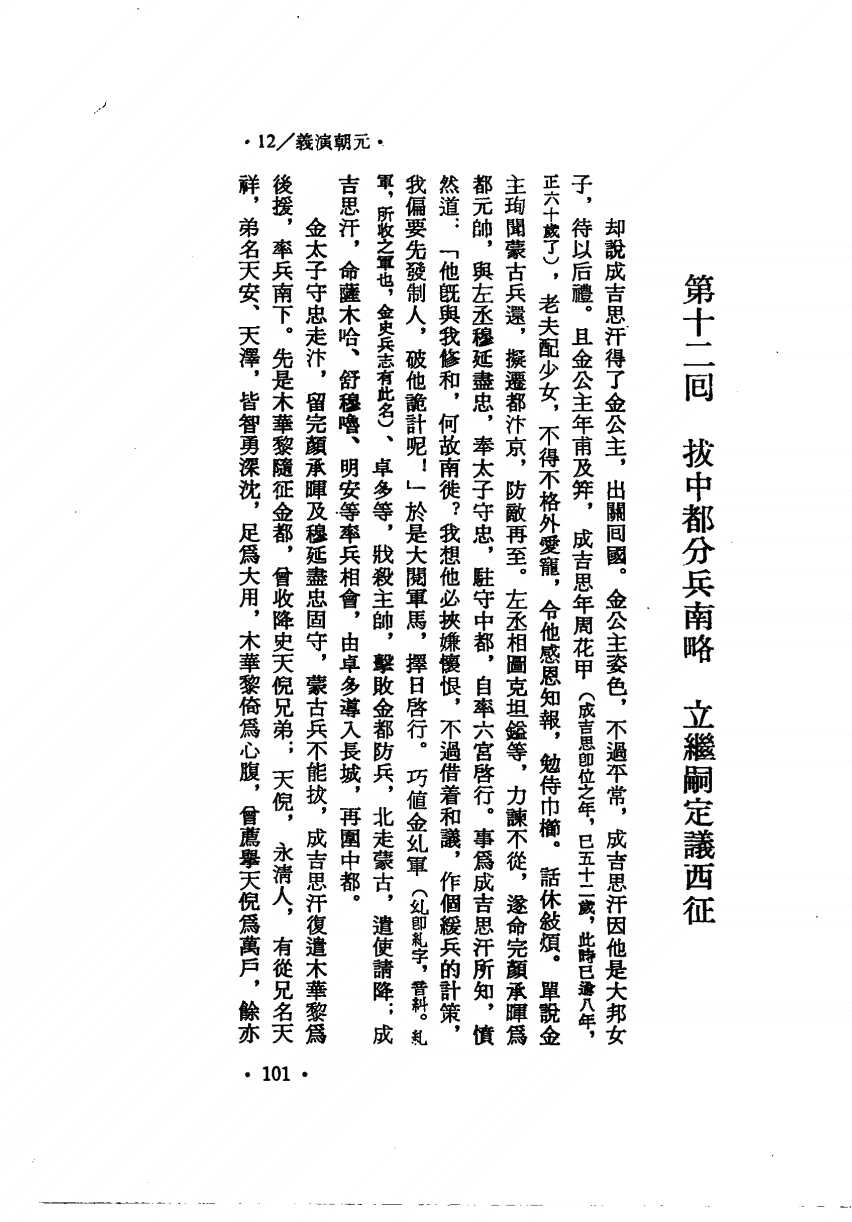 ·12／義演朝元·
第十二回　拔中都分兵南略　立繼嗣定議西征
却說成吉思汗得了金公主，出關回國。金公主姿色，不過平常，成吉思汗因他是大邦女
子，待以后禮。且金公主年甫及笄，成吉思年周花甲（成吉思卽位之年，已五十二歲，此時已逾八年，
正六十歲了），老夫配少女，不得不格外愛寵，令他感恩知報，勉侍巾櫛。話休敍煩。單說金
主珣聞蒙古兵還，擬遷都汴京，防敵再至。左丞相圖克坦鎰等，力諫不從，遂命完顏承暉爲
都元帥，與左丞穆延盡忠，奉太子守忠，駐守中都，自率六宮啓行。事爲成吉思汗所知，憤
然道：「他旣與我修和，何故南徙？我想他必挾嫌懷恨，不過借着和議，作個緩兵的計策，
我偏要先發制人，破他詭計呢！」於是大閱軍馬，擇日啓行。巧值金乣軍（乣卽糺字，音糾。糺
軍，所收之軍也，金史兵志有此名）、卓多等，戕殺主帥，擊敗金都防兵，北走蒙古，遣使請降；成
吉思汗，命薩木哈、舒穆嚕、明安等率兵相會，由卓多導入長城，再圍中都。
金太子守忠走汴，留完顏承暉及穆延盡忠固守，蒙古兵不能拔，成吉思汗復遣木華黎爲
後援，率兵南下。先是木華黎隨征金都，曾收降史天倪兄弟；天倪，永淸人，有從兄名天
祥，弟名天安、天澤，皆智勇深沈，足爲大用，木華黎倚爲心腹，曾薦擧天倪爲萬戶，餘亦
·101·